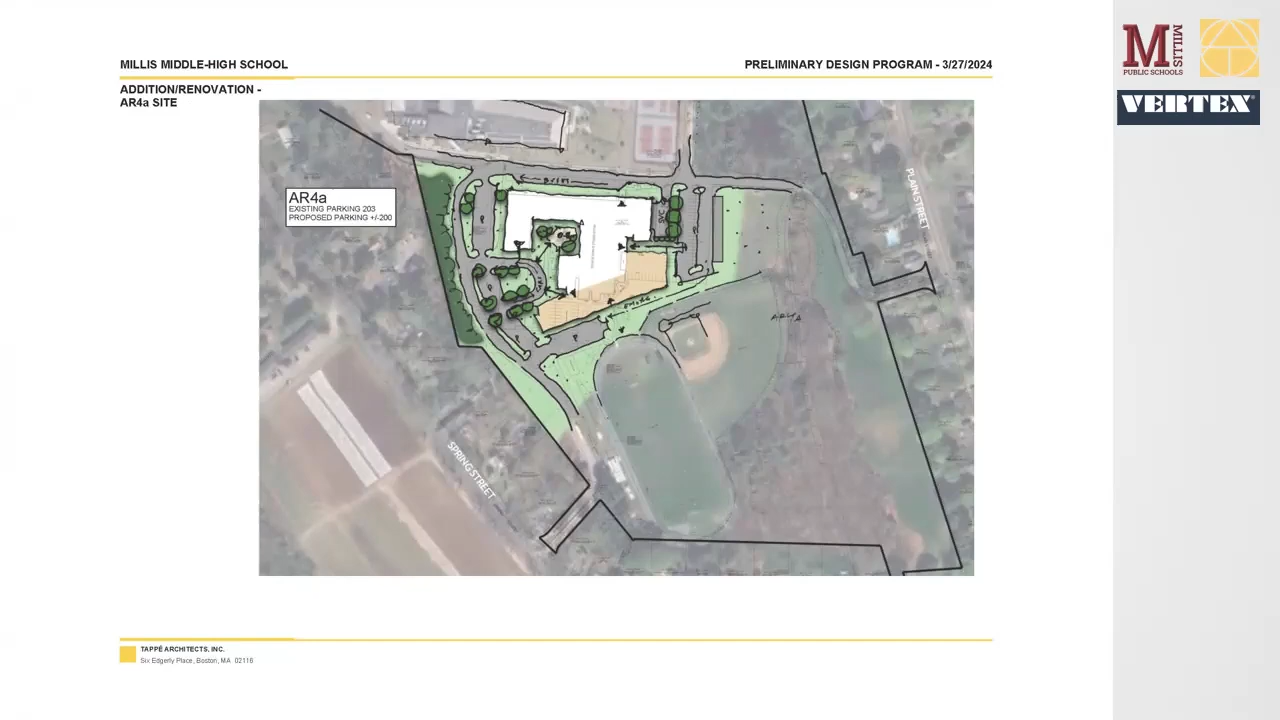 MILLIS MIDDLE-HIGH SCHOOL
PRELIMINARY DESIGN PROGRAM - 3/27/2024
ADDITION/RENOVATION -
AR4a SITE
AR4a
EXISTING PARKING 203
PROPOSED PARKING +/-200
PLAIN STREET
SPRING STREET
SVC
P
P
P
P
P
TAPPÉ ARCHITECTS, INC.
Six Edgerly Place, Boston, MA 02116
M
MILLIS
PUBLIC SCHOOLS
VERTEX